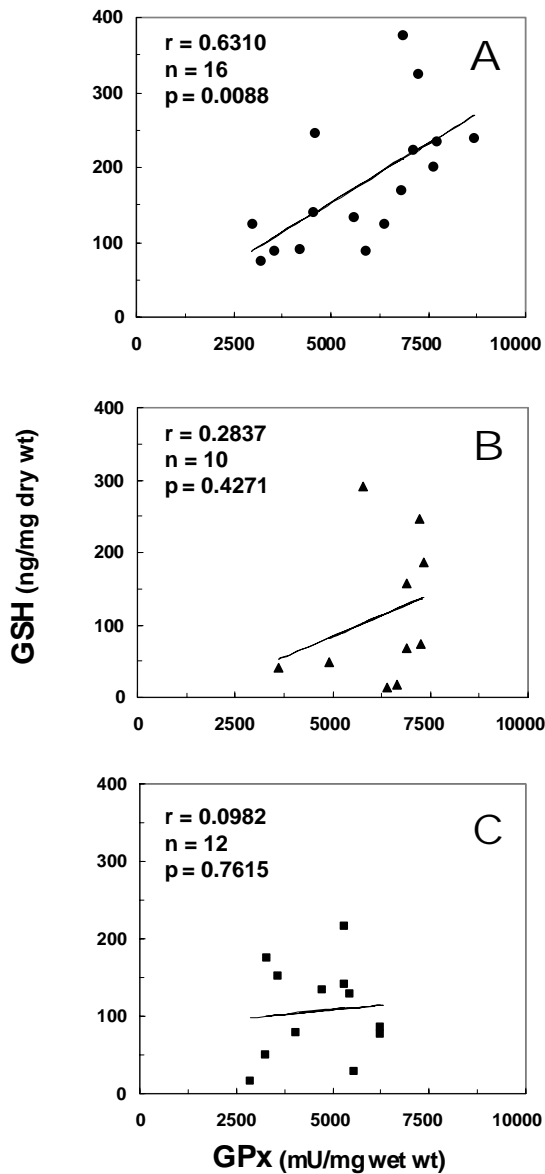 400
300
200
100
0
r = 0.6310
n = 16
p = 0.0088
A
0 2500 5000 7500 10000
400
300
200
100
0
r = 0.2837
n = 10
p = 0.4271
B
0 2500 5000 7500 10000
GSH (ng/mg dry wt)
400
300
200
100
0
r = 0.0982
n = 12
p = 0.7615
C
0 2500 5000 7500 10000
GPx (mU/mg wet wt)